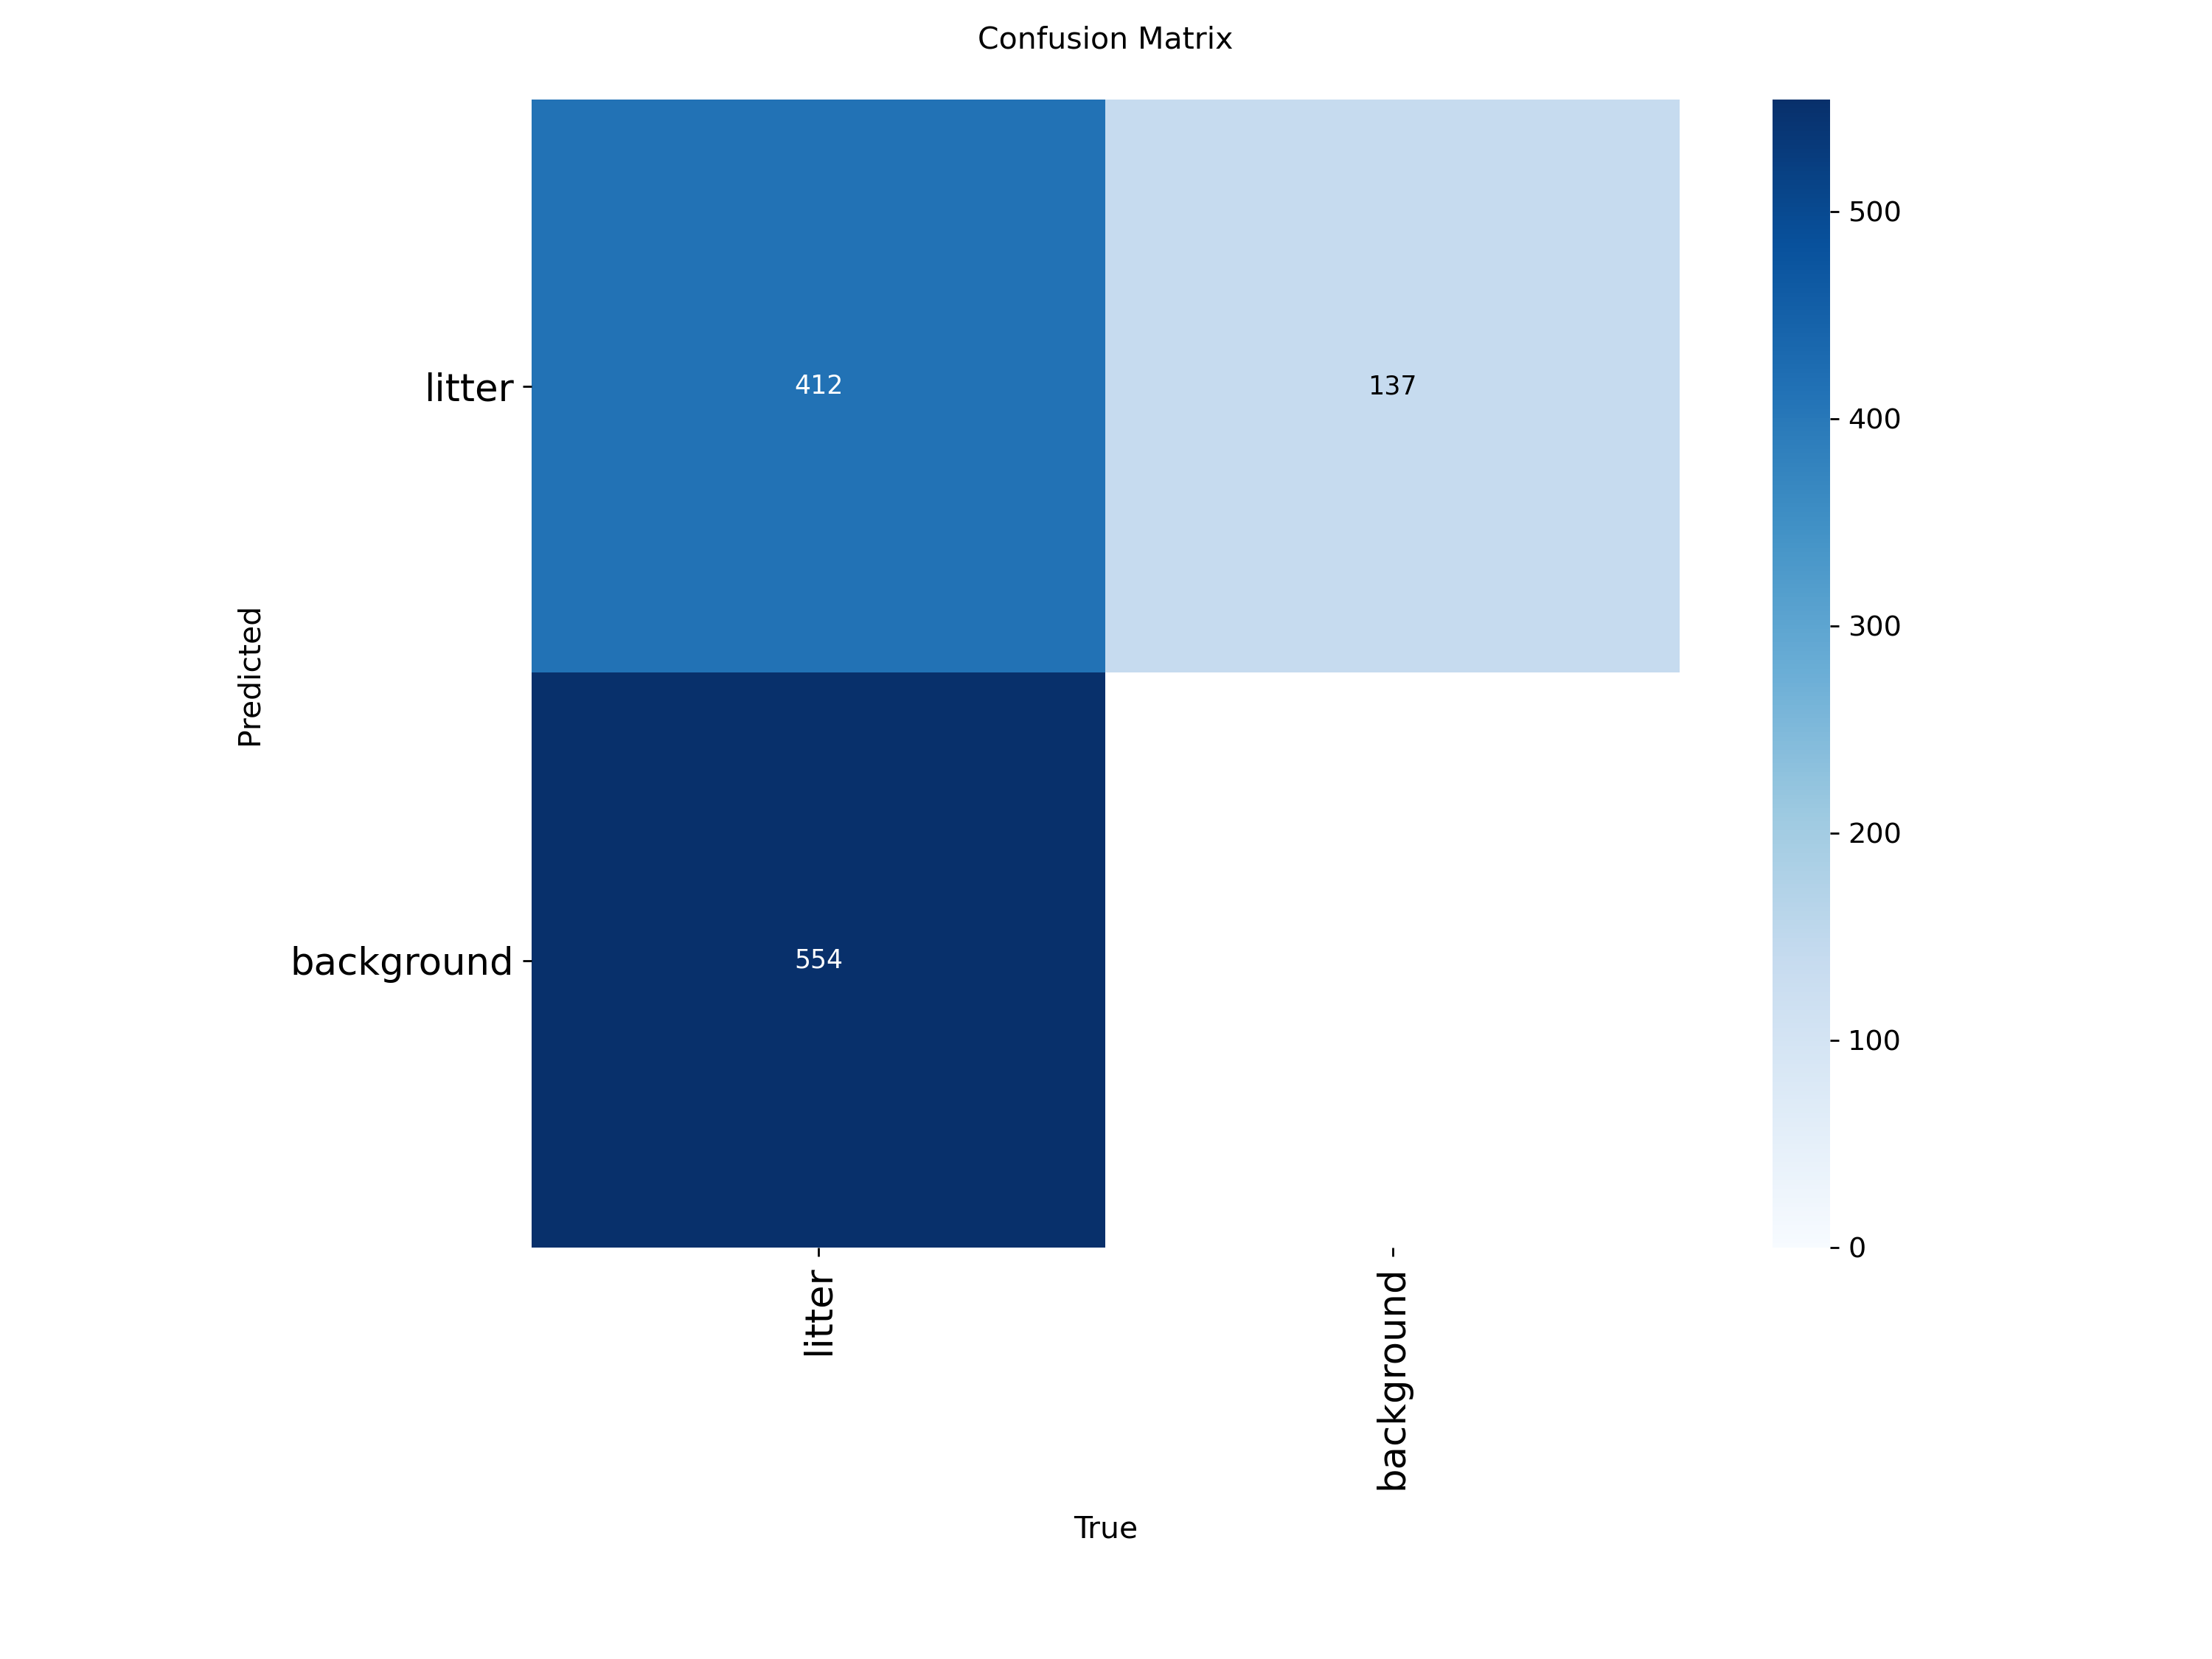 Confusion Matrix
litter
412
137
Predicted
background
554
500
400
300
200
100
0
litter
background
True